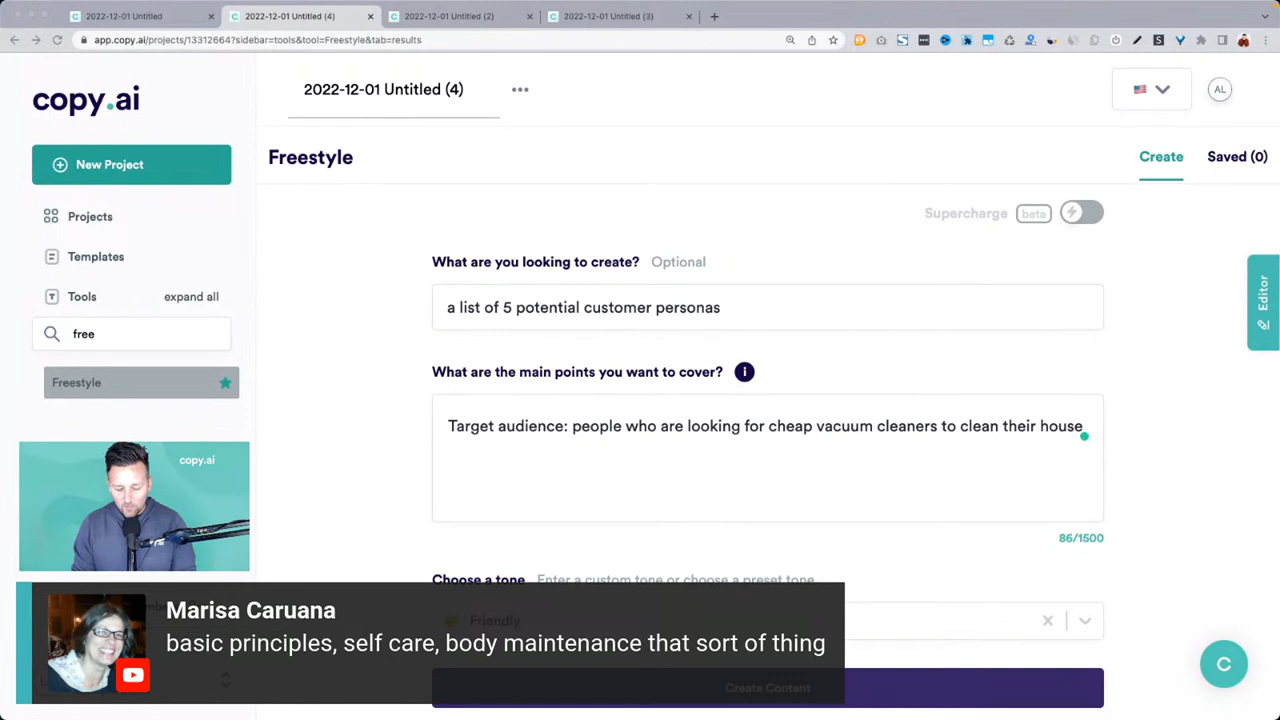 2022-12-01 Untitled
2022-12-01 Untitled (4)
2022-12-01 Untitled (2)
2022-12-01 Untitled (3)
app.copy.ai/projects/13312664?sidebar=tools&tool=Freestyle&tab=results
copy.ai
2022-12-01 Untitled (4)
AL
New Project
Freestyle
Create
Saved (0)
Projects
Supercharge
beta
Templates
What are you looking to create? Optional
Tools
expand all
a list of 5 potential customer personas
Editor
free
What are the main points you want to cover?
Freestyle
Target audience: people who are looking for cheap vacuum cleaners to clean their house
copy.ai
86/1500
Choose a tone Enter a custom tone or choose a preset tone
Friendly
Marisa Caruana
basic principles, self care, body maintenance that sort of thing
Create Content